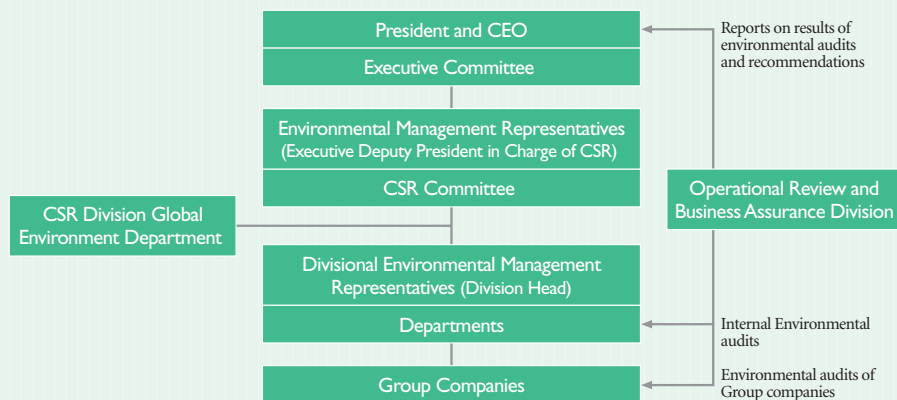 President and CEO
Executive Committee
Reports on results of
environmental audits
and recommendations
Environmental Management Representatives
(Executive Deputy President in Charge of CSR)
CSR Committee
CSR Division Global
Environment Department
Operational Review and
Business Assurance Division
Divisional Environmental Management
Representatives (Division Head)
Departments
Internal Environmental
audits
Group Companies
Environmental audits of
Group companies